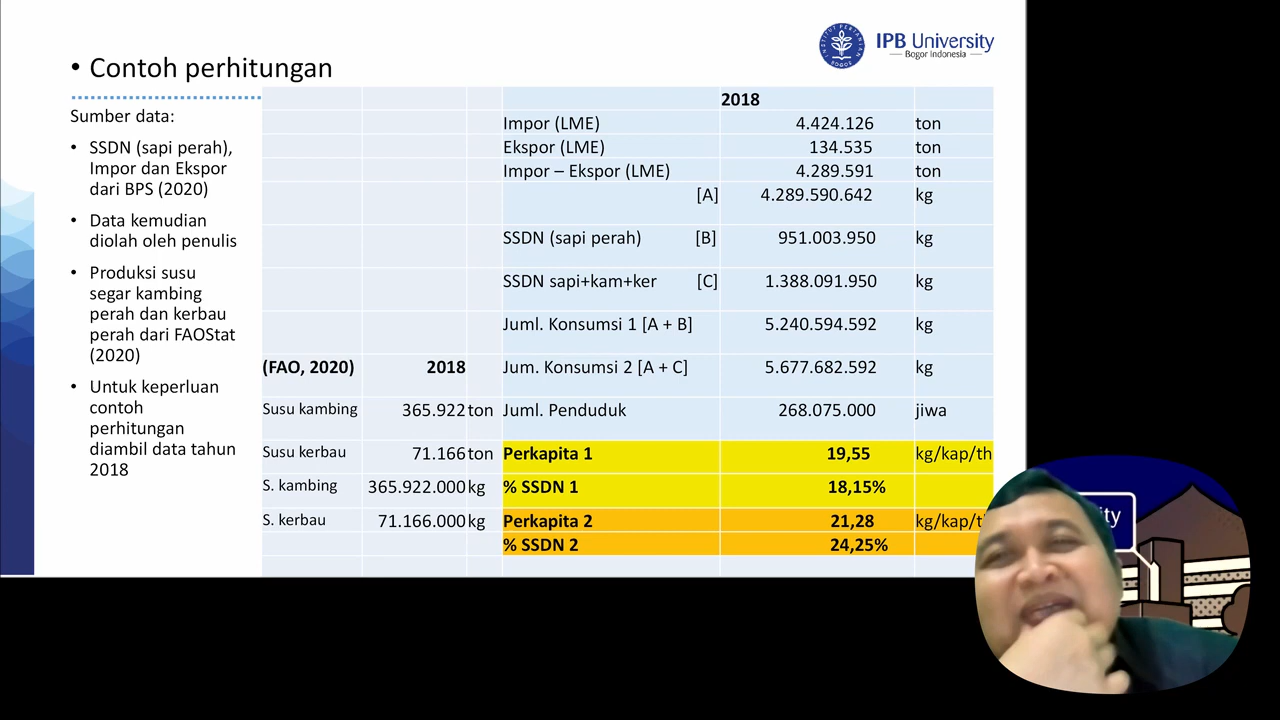 IPB University
Bogor Indonesia
• Contoh perhitungan
Sumber data:
• SSDN (sapi perah),
Impor dan Ekspor
dari BPS (2020)
• Data kemudian
diolah oleh penulis
• Produksi susu
segar kambing
perah dan kerbau
perah dari FAOStat
(2020)
• Untuk keperluan
contoh
perhitungan
diambil data tahun
2018
2018
Impor (LME) 4.424.126 ton
Ekspor (LME) 134.535 ton
Impor – Ekspor (LME) 4.289.591 ton
[A] 4.289.590.642 kg
SSDN (sapi perah) [B] 951.003.950 kg
SSDN sapi+kam+ker [C] 1.388.091.950 kg
Juml. Konsumsi 1 [A + B] 5.240.594.592 kg
(FAO, 2020) 2018 Jum. Konsumsi 2 [A + C] 5.677.682.592 kg
Susu kambing 365.922 ton Juml. Penduduk 268.075.000 jiwa
Susu kerbau 71.166 ton Perkapita 1 19,55 kg/kap/th
S. kambing 365.922.000 kg % SSDN 1 18,15%
S. kerbau 71.166.000 kg Perkapita 2 21,28 kg/kap/t
% SSDN 2 24,25%
ity